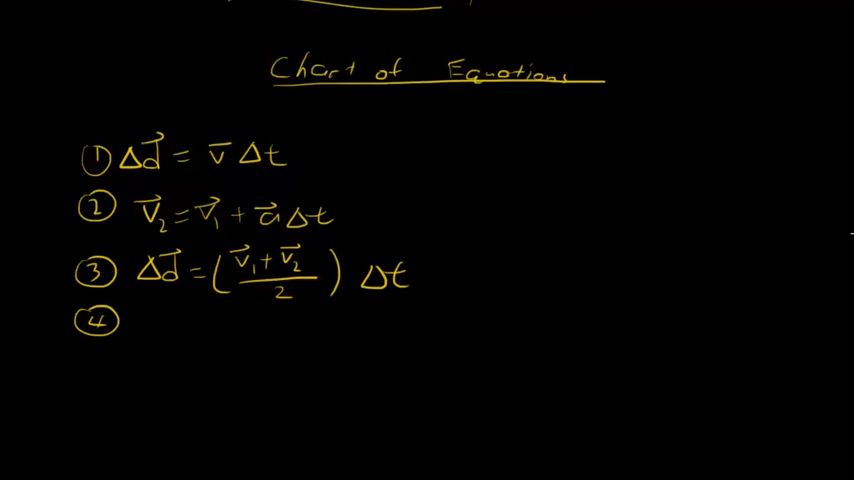 Chart of Equations
① Δd⃗ = v⃗ Δt
② v⃗₂ = v⃗₁ + a⃗ Δt
③ Δd⃗ = (v⃗₁ + v⃗₂ / 2) Δt
④